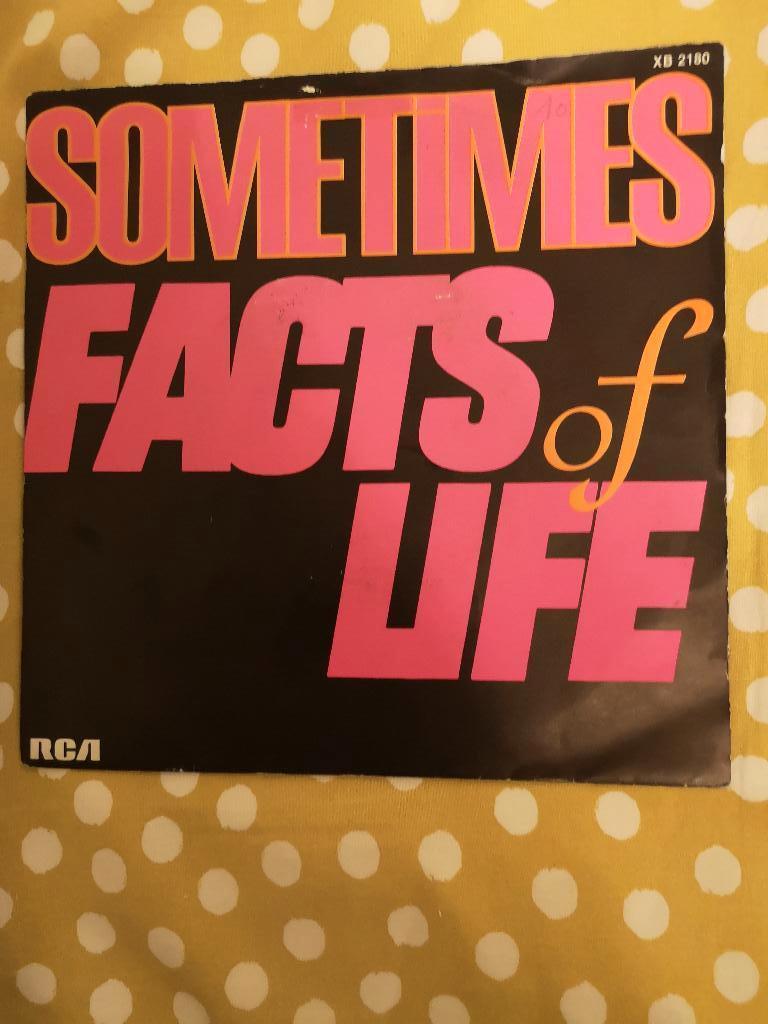 XB 2180
SOMETiMES
FACTS of
LIFE
RCA